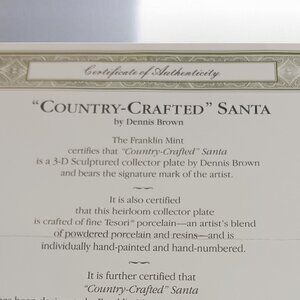 Certificate of Authenticity
“COUNTRY-CRAFTED” SANTA
by Dennis Brown
The Franklin Mint
certifies that “Country-Crafted” Santa
is a 3-D Sculptured collector plate by Dennis Brown
and bears the signature mark of the artist.
It is also certified
that this heirloom collector plate
is crafted of fine Tesori™ porcelain—an artist's blend
of powdered porcelain and resins—and is
individually hand-painted and hand-numbered.
It is further certified that
“Country-Crafted” Santa